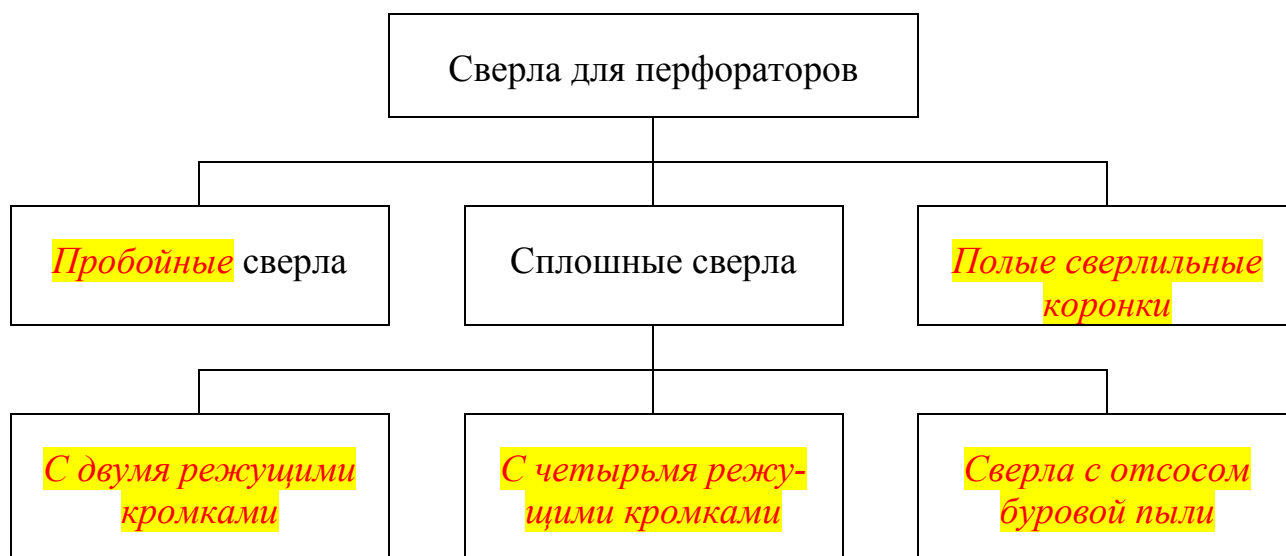 Сверла для перфораторов
Пробойные сверла
Сплошные сверла
Полые сверлильные
коронки
С двумя режущими
кромками
С четырьмя режу-
щими кромками
Сверла с отсосом
буровой пыли